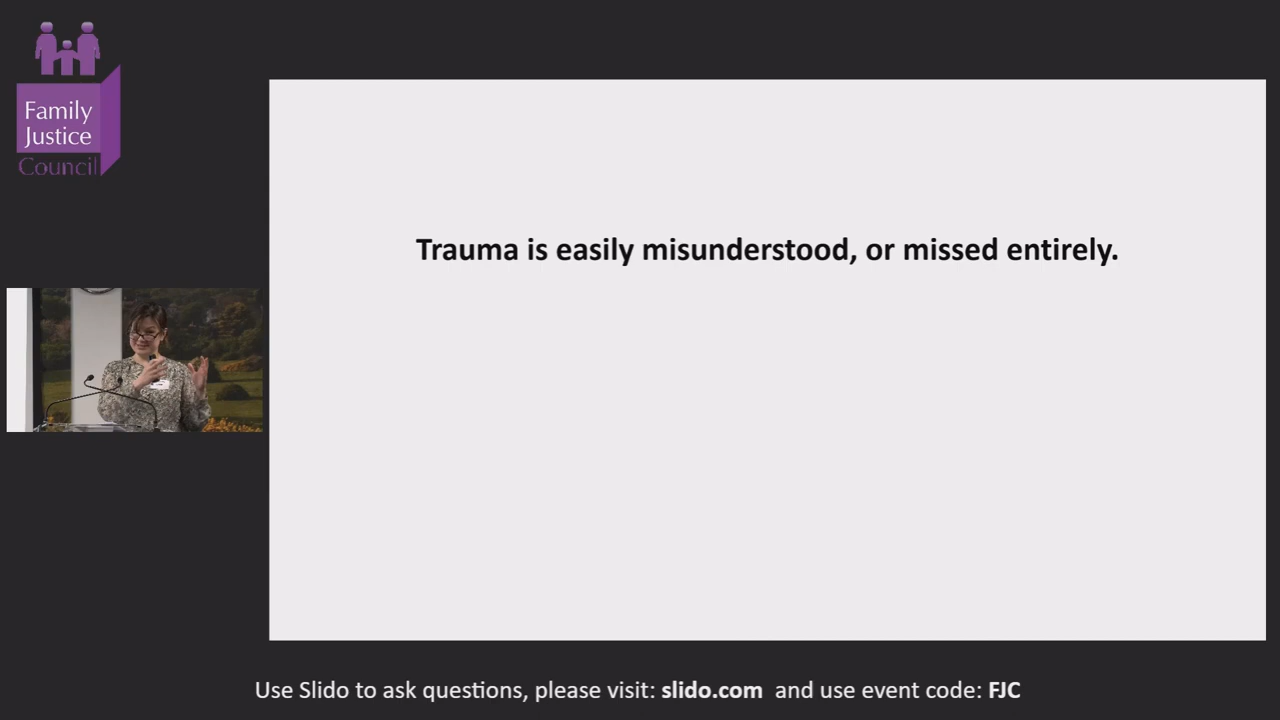 Family
Justice
Council
Trauma is easily misunderstood, or missed entirely.
Use Slido to ask questions, please visit: slido.com and use event code: FJC